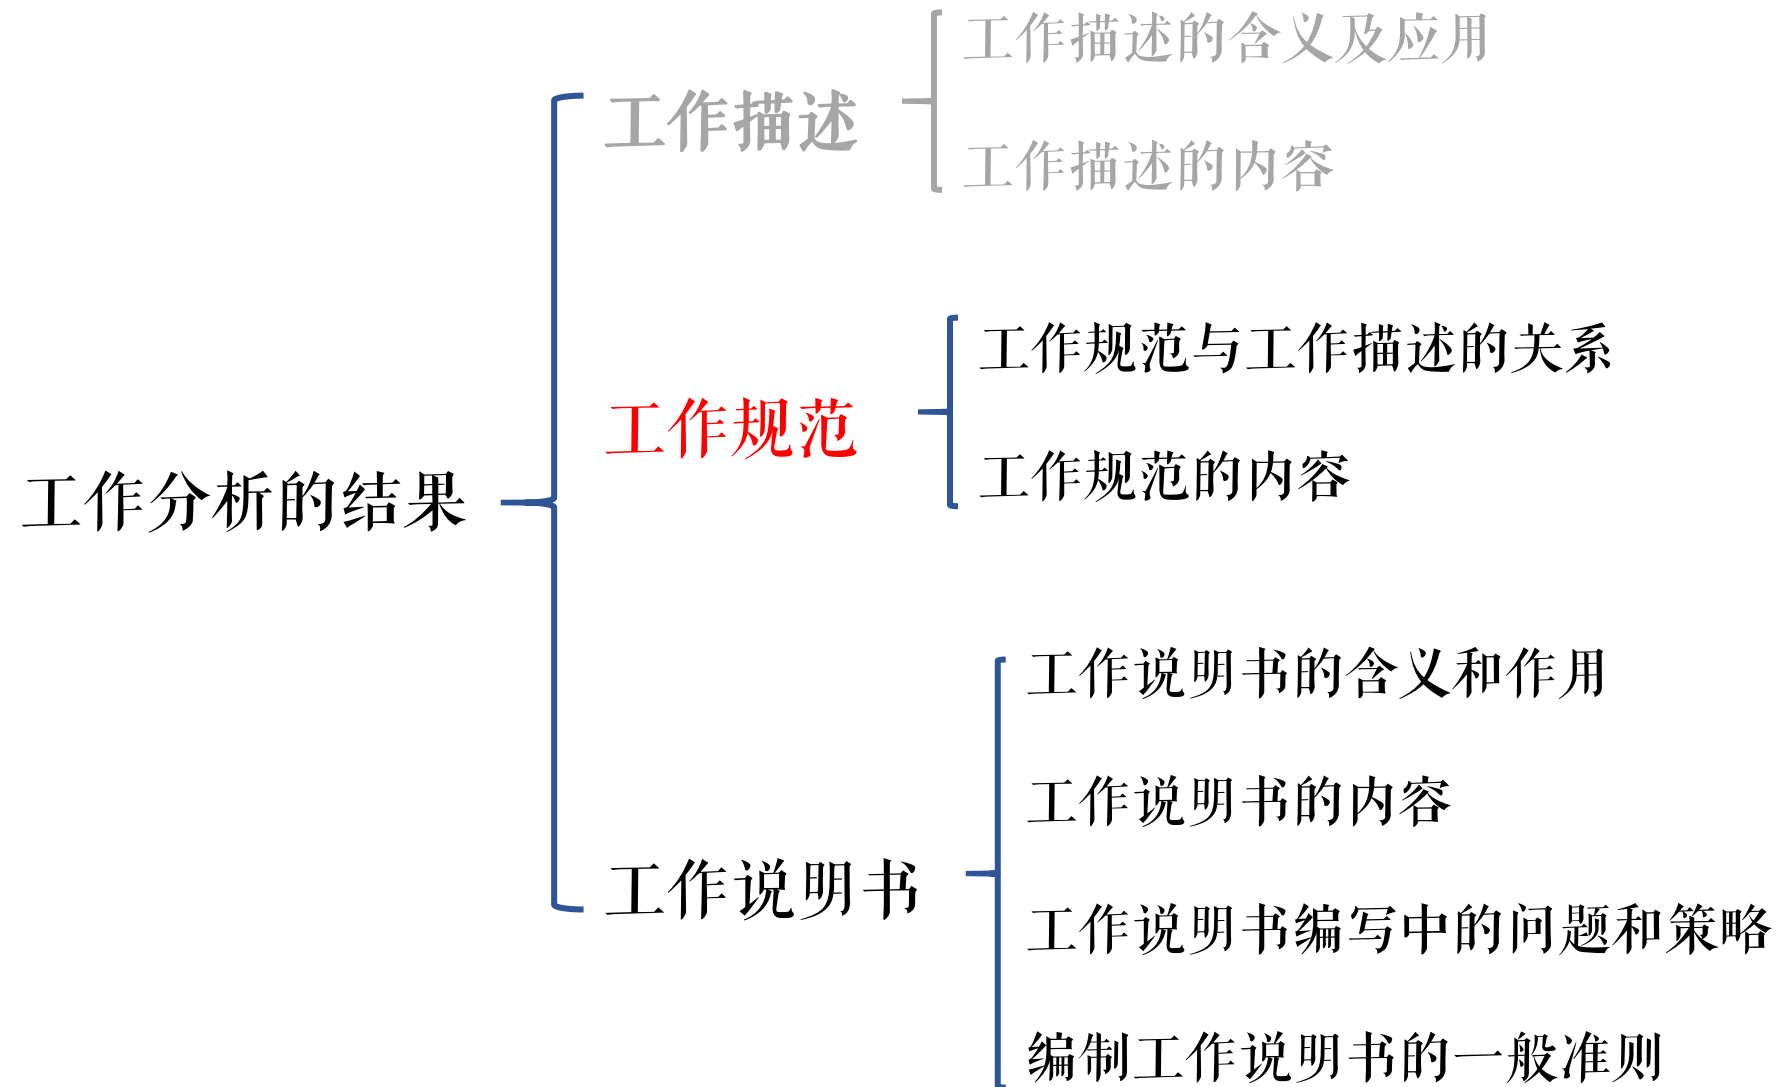 工作分析的结果
工作描述
工作描述的含义及应用
工作描述的内容
工作规范
工作规范与工作描述的关系
工作规范的内容
工作说明书
工作说明书的含义和作用
工作说明书的内容
工作说明书编写中的问题和策略
编制工作说明书的一般准则